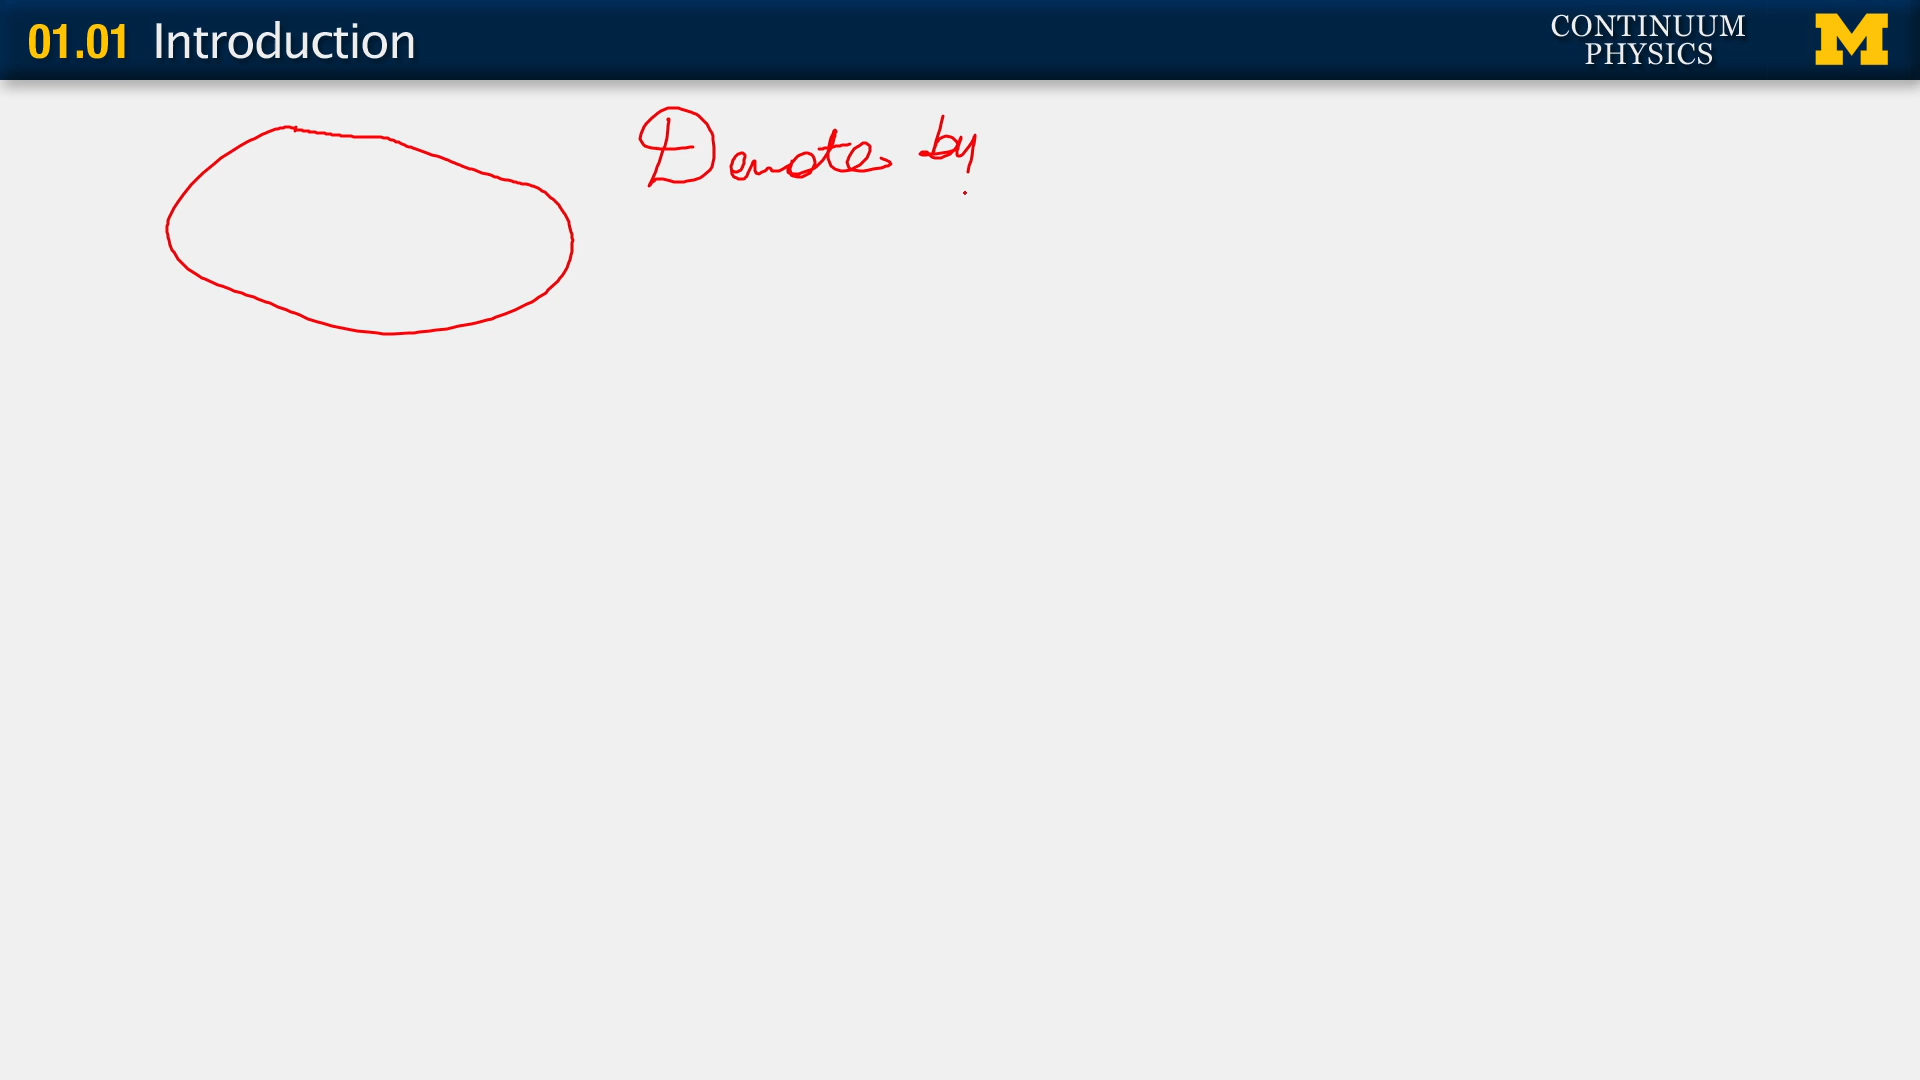 01.01 Introduction
CONTINUUM
PHYSICS
M
Denote by